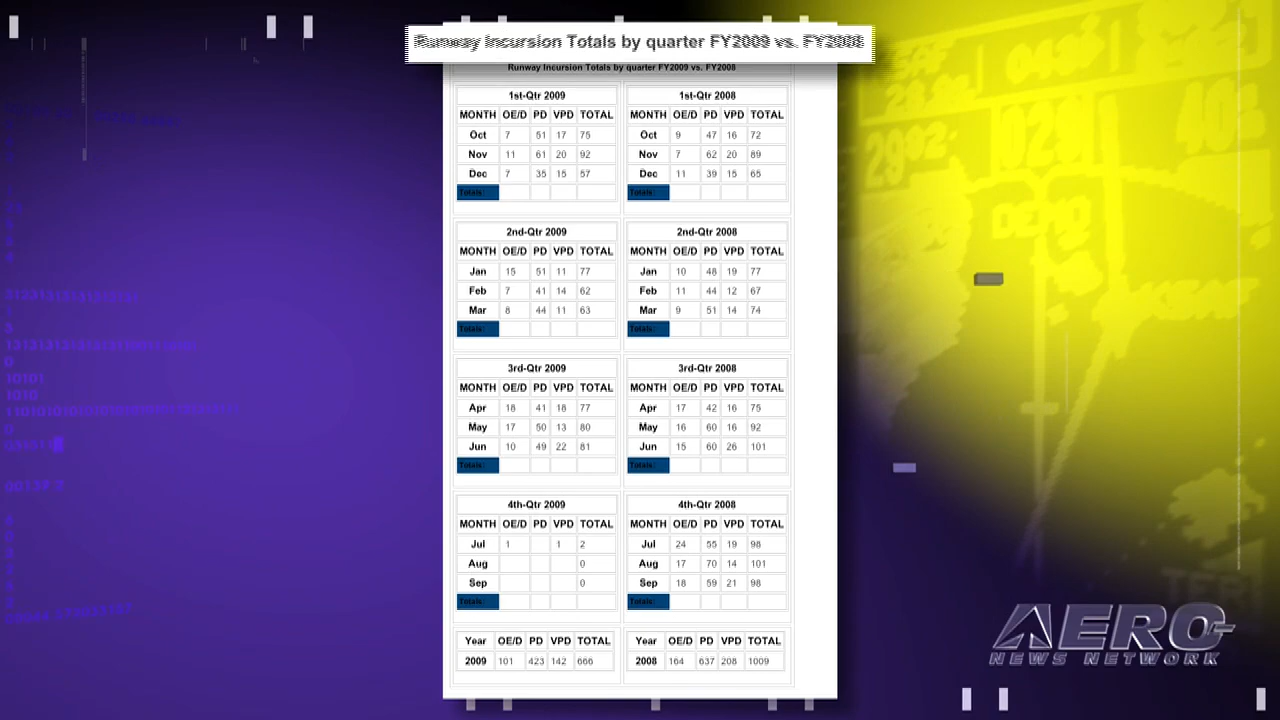 Runway Incursion Totals by quarter FY2009 vs. FY2008
Runway Incursion Totals by quarter FY2009 vs. FY2008
1st-Qtr 2009 1st-Qtr 2008
MONTH OE/D PD VPD TOTAL MONTH OE/D PD VPD TOTAL
Oct 7 51 17 75 Oct 9 47 16 72
Nov 11 61 20 92 Nov 7 62 20 89
Dec 7 35 15 57 Dec 11 39 15 65
Totals: Totals:
2nd-Qtr 2009 2nd-Qtr 2008
MONTH OE/D PD VPD TOTAL MONTH OE/D PD VPD TOTAL
Jan 15 51 11 77 Jan 10 48 19 77
Feb 7 41 14 62 Feb 11 44 12 67
Mar 8 44 11 63 Mar 9 51 14 74
Totals: Totals:
3rd-Qtr 2009 3rd-Qtr 2008
MONTH OE/D PD VPD TOTAL MONTH OE/D PD VPD TOTAL
Apr 18 41 18 77 Apr 17 42 16 75
May 17 50 13 80 May 16 60 16 92
Jun 10 49 22 81 Jun 15 60 26 101
Totals: Totals:
4th-Qtr 2009 4th-Qtr 2008
MONTH OE/D PD VPD TOTAL MONTH OE/D PD VPD TOTAL
Jul 1 1 2 Jul 24 55 19 98
Aug 0 Aug 17 70 14 101
Sep 0 Sep 18 59 21 98
Totals: Totals:
Year OE/D PD VPD TOTAL Year OE/D PD VPD TOTAL
2009 101 423 142 666 2008 164 637 208 1009
AERO-
NEWS NETWORK